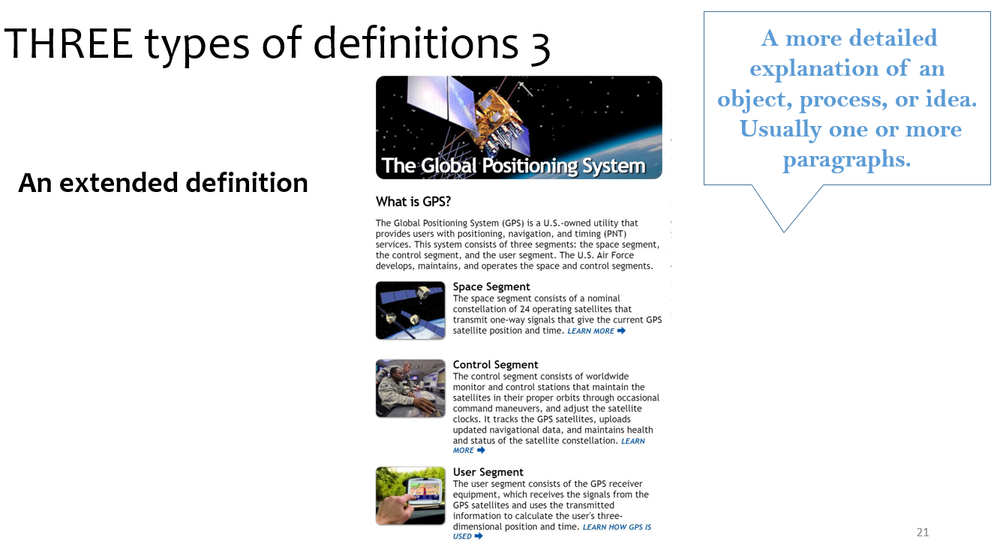 THREE types of definitions 3
A more detailed
explanation of an
object, process, or idea.
Usually one or more
paragraphs.
An extended definition
The Global Positioning System
What is GPS?
The Global Positioning System (GPS) is a U.S.-owned utility that
provides users with positioning, navigation, and timing (PNT)
services. This system consists of three segments: the space segment,
the control segment, and the user segment. The U.S. Air Force
develops, maintains, and operates the space and control segments.
Space Segment
The space segment consists of a nominal
constellation of 24 operating satellites that
transmit one-way signals that give the current GPS
satellite position and time. LEARN MORE
Control Segment
The control segment consists of worldwide
monitor and control stations that maintain the
satellites in their proper orbits through occasional
command maneuvers, and adjust the satellite
clocks. It tracks the GPS satellites, uploads
updated navigational data, and maintains health
and status of the satellite constellation. LEARN
MORE
User Segment
The user segment consists of the GPS receiver
equipment, which receives the signals from the
GPS satellites and uses the transmitted
information to calculate the user's three-
dimensional position and time. LEARN HOW GPS IS
USED
21